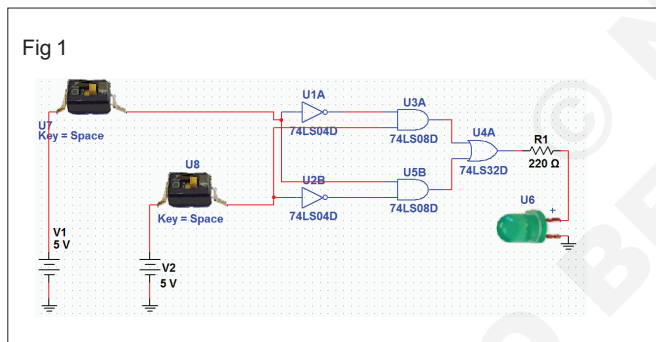 Fig 1
U7
Key = Space
U8
Key = Space
V1
5 V
V2
5 V
U1A
74LS04D
U2B
74LS04D
U3A
74LS08D
U5B
74LS08D
U4A
74LS32D
R1
220 Ω
U6
+